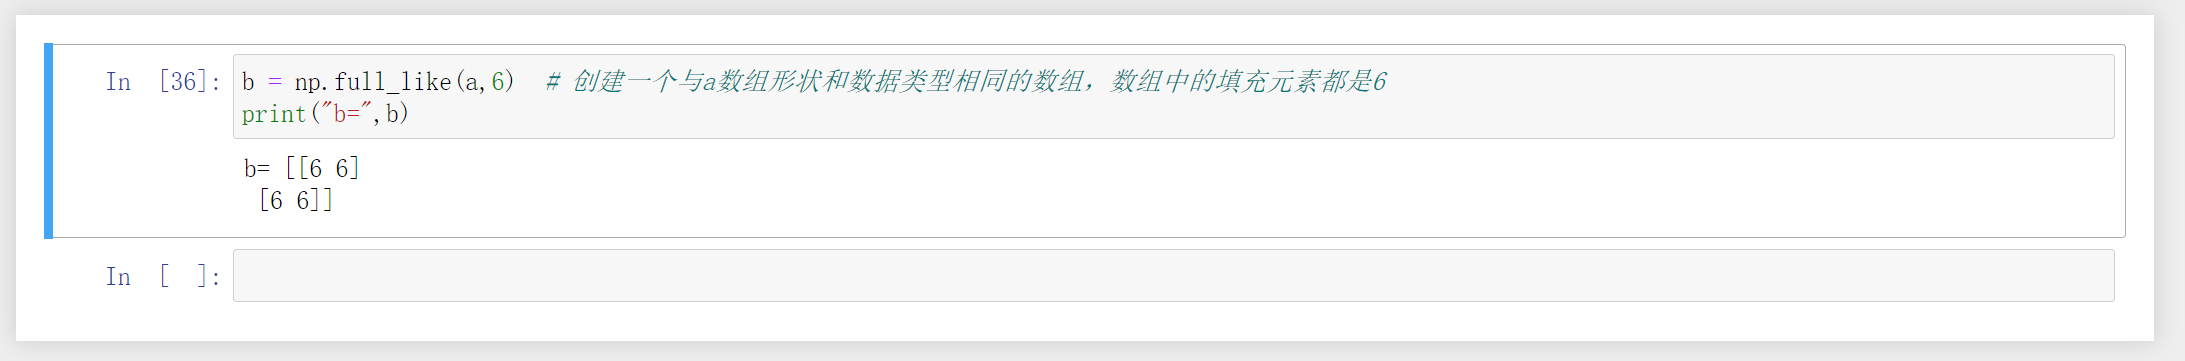 In [36]: b = np.full_like(a,6)  # 创建一个与a数组形状和数据类型相同的数组，数组中的填充元素都是6
print("b=",b)
b= [[6 6]
 [6 6]]
In [ ]: